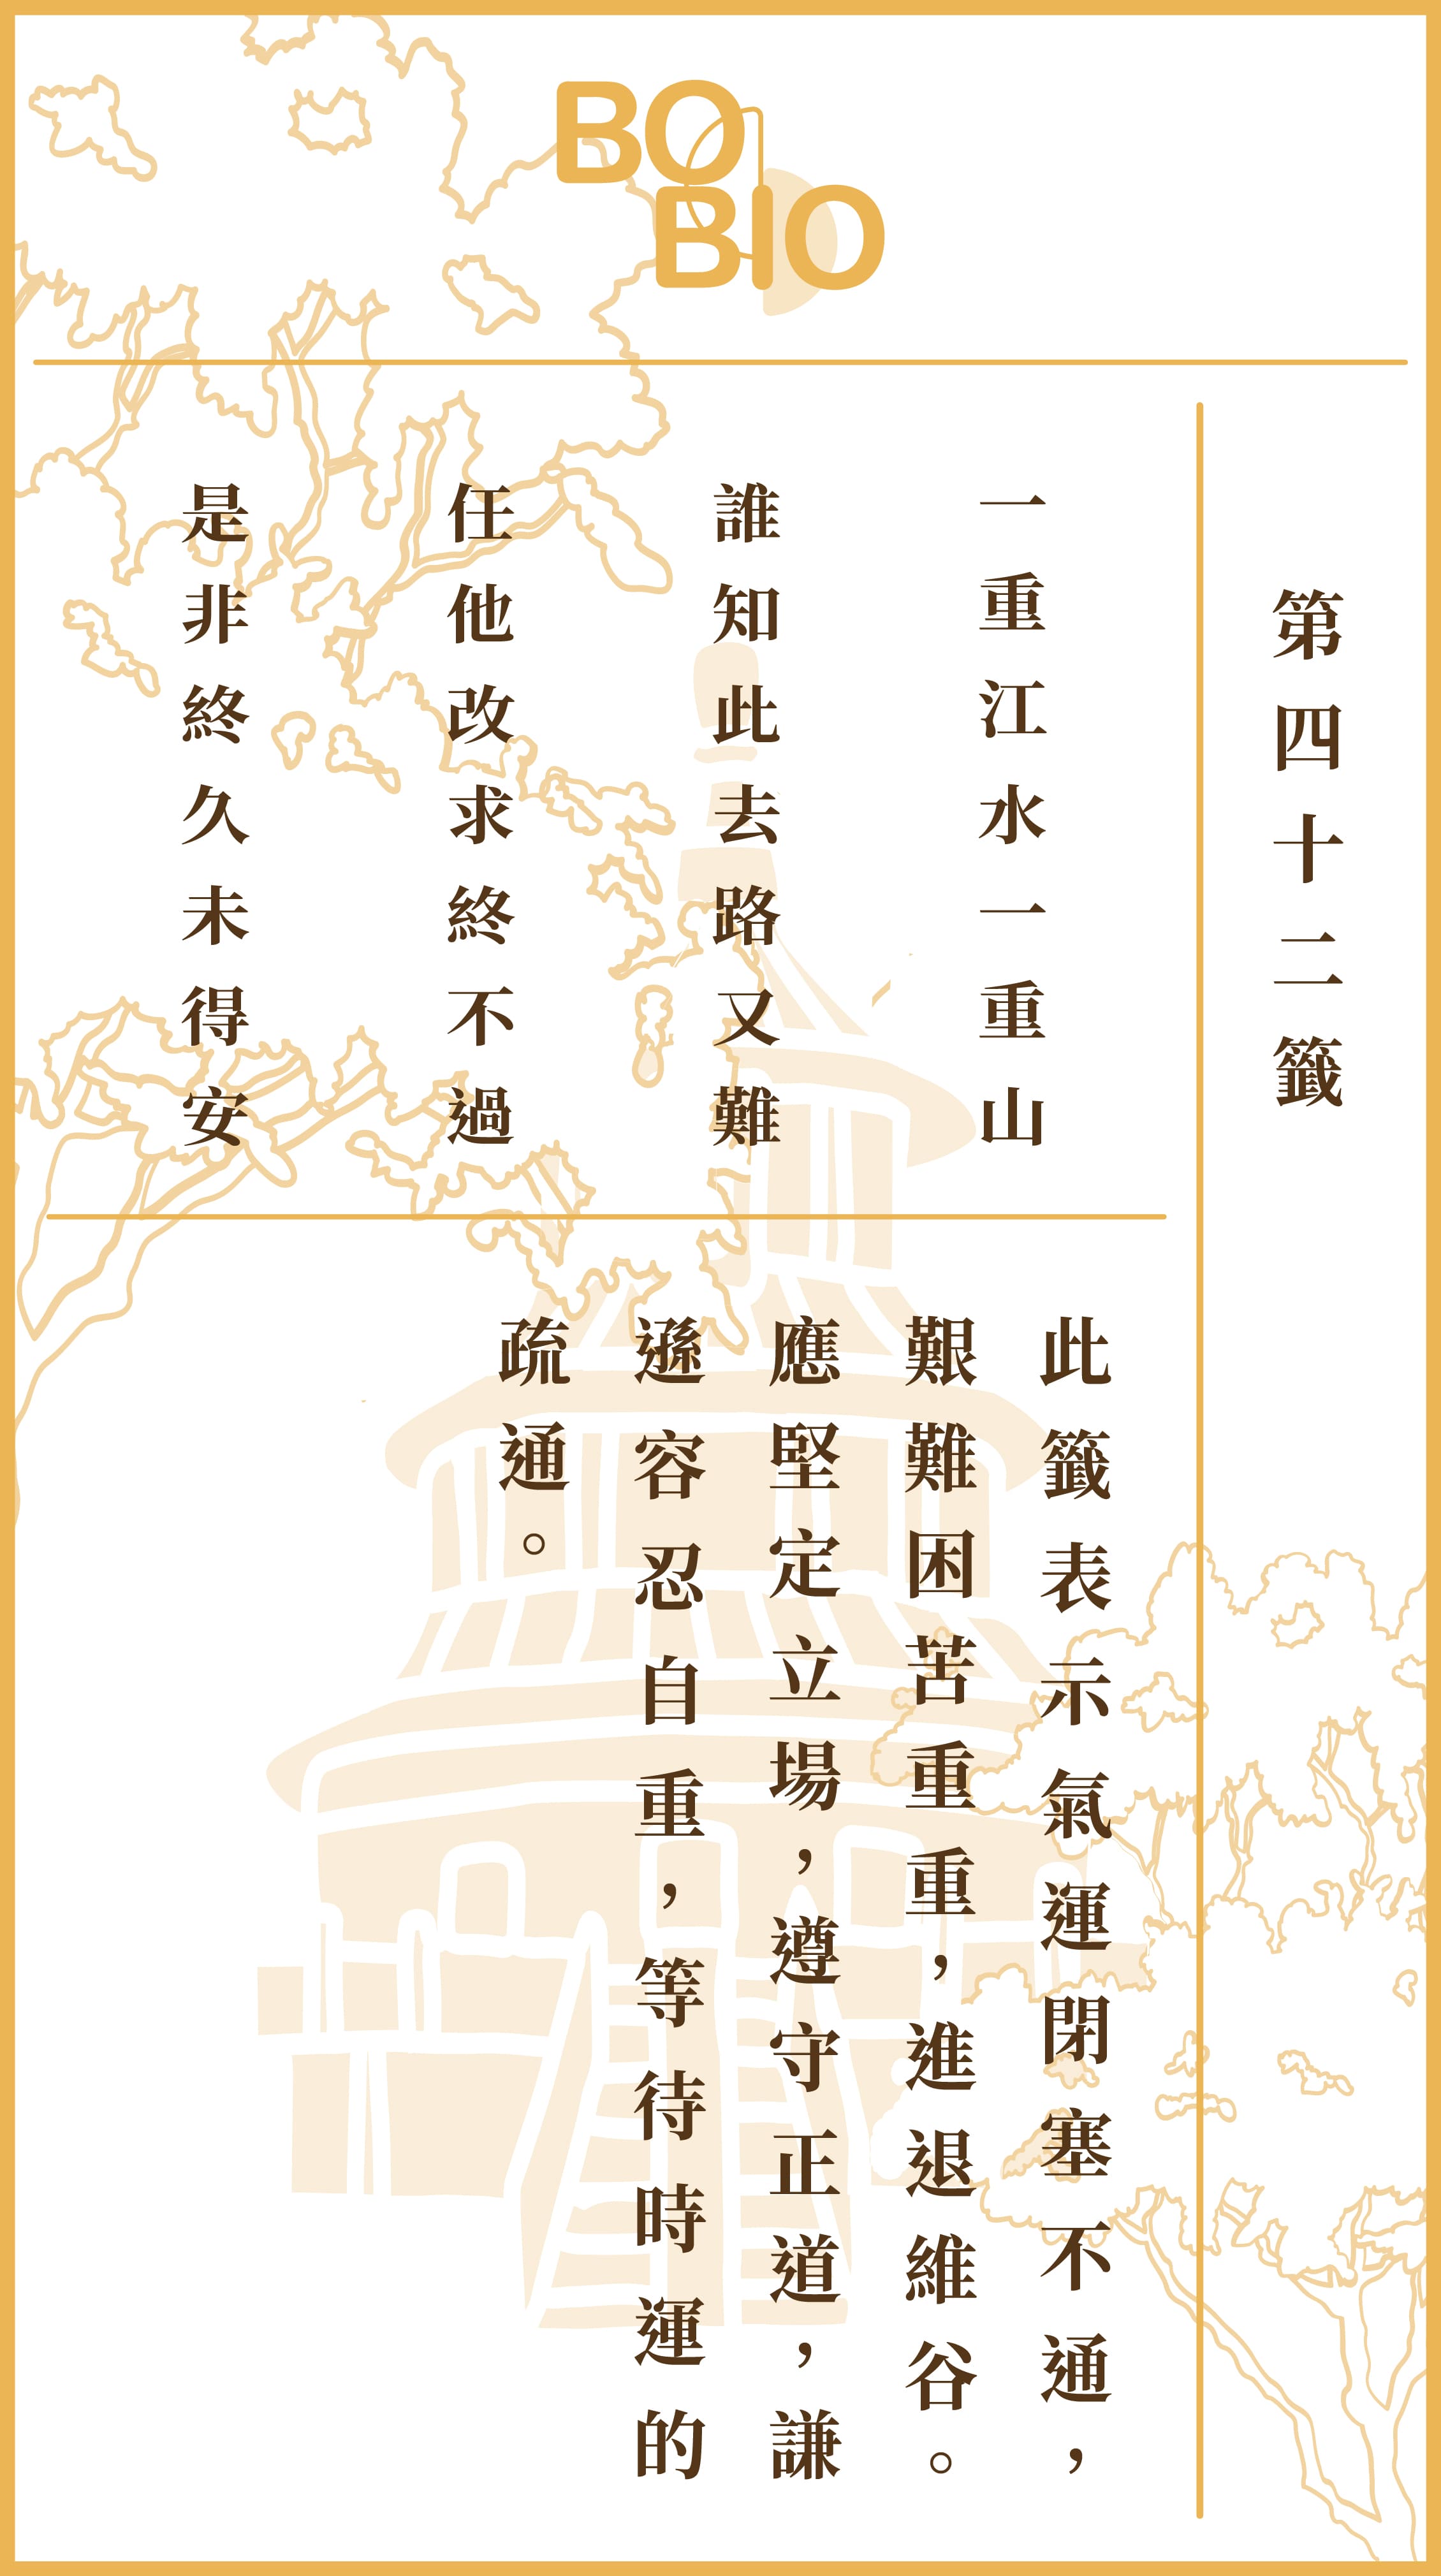 BO
BIO
第四十二籤
一重江水一重山
誰知此去路又難
任他改求終不過
是非終久未得安
此籤表示氣運閉塞不通，
艱難困苦重重，進退維谷。
應堅定立場，遵守正道，謙
遜容忍自重，等待時運的
疏通。